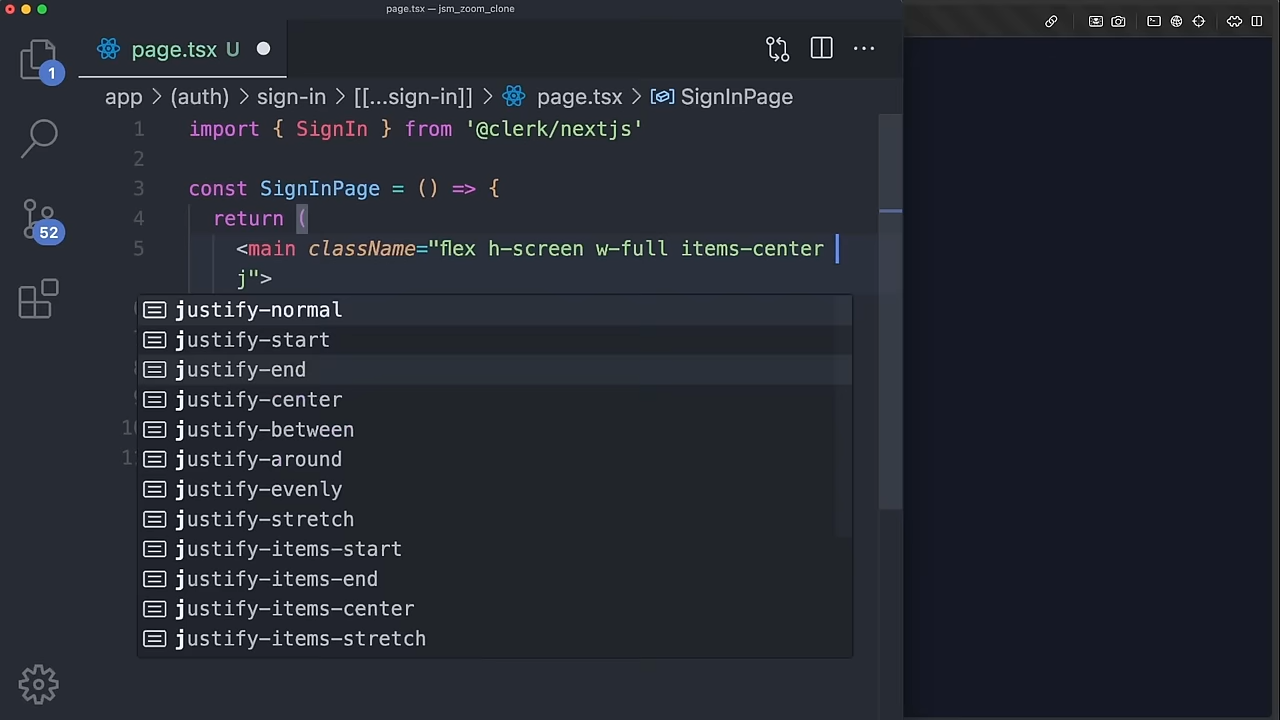 page.tsx — jsm_zoom_clone
page.tsx U
1
app > (auth) > sign-in > [[...sign-in]] > page.tsx > SignInPage
1 import { SignIn } from '@clerk/nextjs'
2
3 const SignInPage = () => {
4 return (
5 <main className="flex h-screen w-full items-center
j">
52
justify-normal
justify-start
justify-end
justify-center
justify-between
justify-around
justify-evenly
justify-stretch
justify-items-start
justify-items-end
justify-items-center
justify-items-stretch